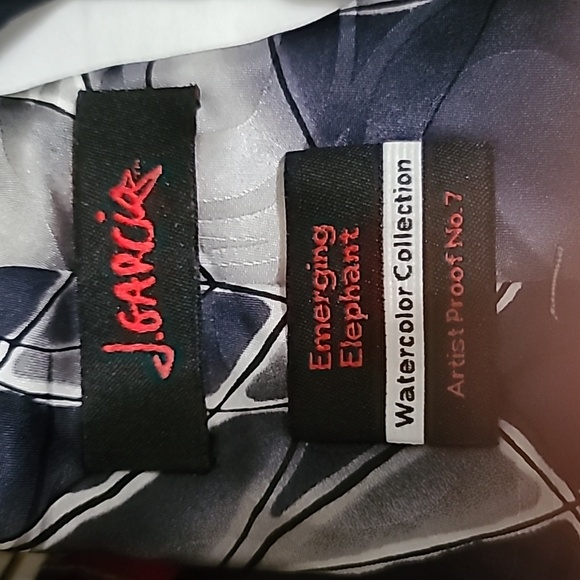 J.GARCIA
Emerging
Elephant
Watercolor Collection
Artist Proof No.7